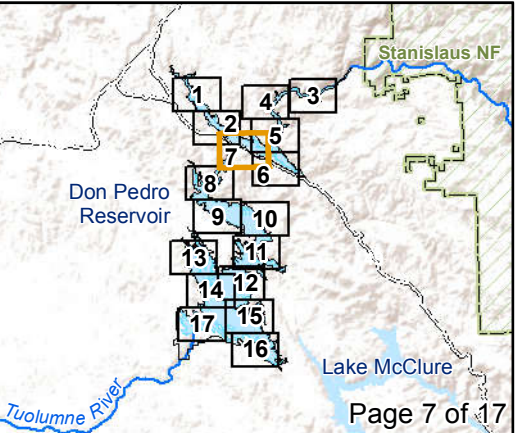 Stanislaus NF
1
4
3
2
5
7
6
8
Don Pedro
Reservoir
9
10
13
11
12
14
15
17
16
Lake McClure
Tuolumne River
Page 7 of 17